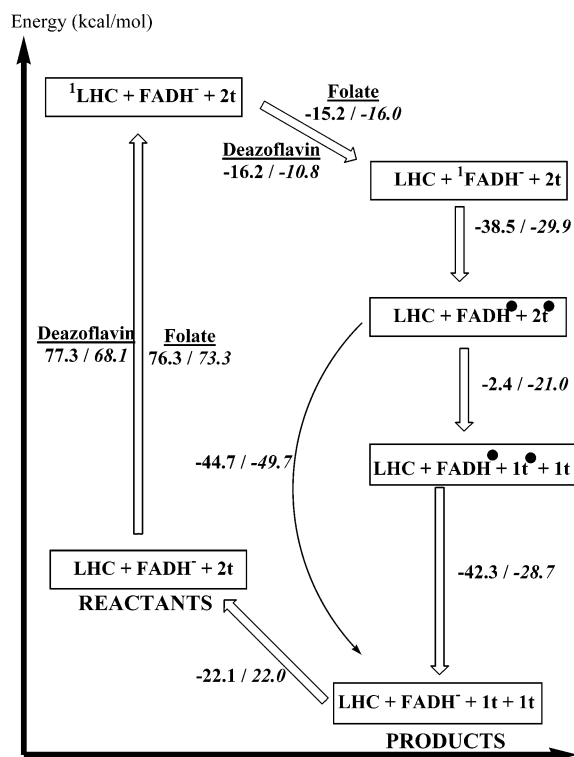 Energy (kcal/mol)
¹LHC + FADH⁻ + 2t
Folate
-15.2 / -16.0
Deazoflavin
-16.2 / -10.8
LHC + ¹FADH⁻ + 2t
-38.5 / -29.9
LHC + FADH• + 2t•
Deazoflavin
77.3 / 68.1
Folate
76.3 / 73.3
-2.4 / -21.0
-44.7 / -49.7
LHC + FADH• + 1t• + 1t
LHC + FADH⁻ + 2t
REACTANTS
-42.3 / -28.7
-22.1 / 22.0
LHC + FADH⁻ + 1t + 1t
PRODUCTS